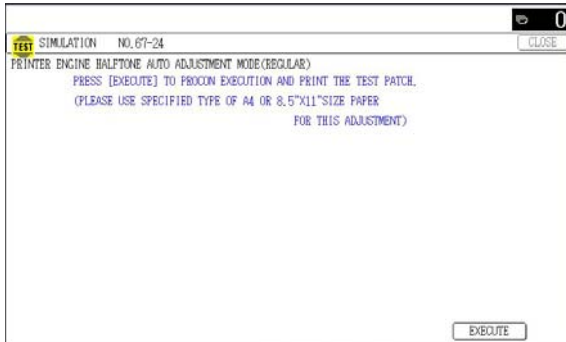 0
TEST SIMULATION NO.67-24 CLOSE
PRINTER ENGINE HALFTONE AUTO ADJUSTMENT MODE(REGULAR)
PRESS [EXECUTE] TO PROCON EXECUTION AND PRINT THE TEST PATCH.
(PLEASE USE SPECIFIED TYPE OF A4 OR 8.5"X11"SIZE PAPER
FOR THIS ADJUSTMENT)
EXECUTE